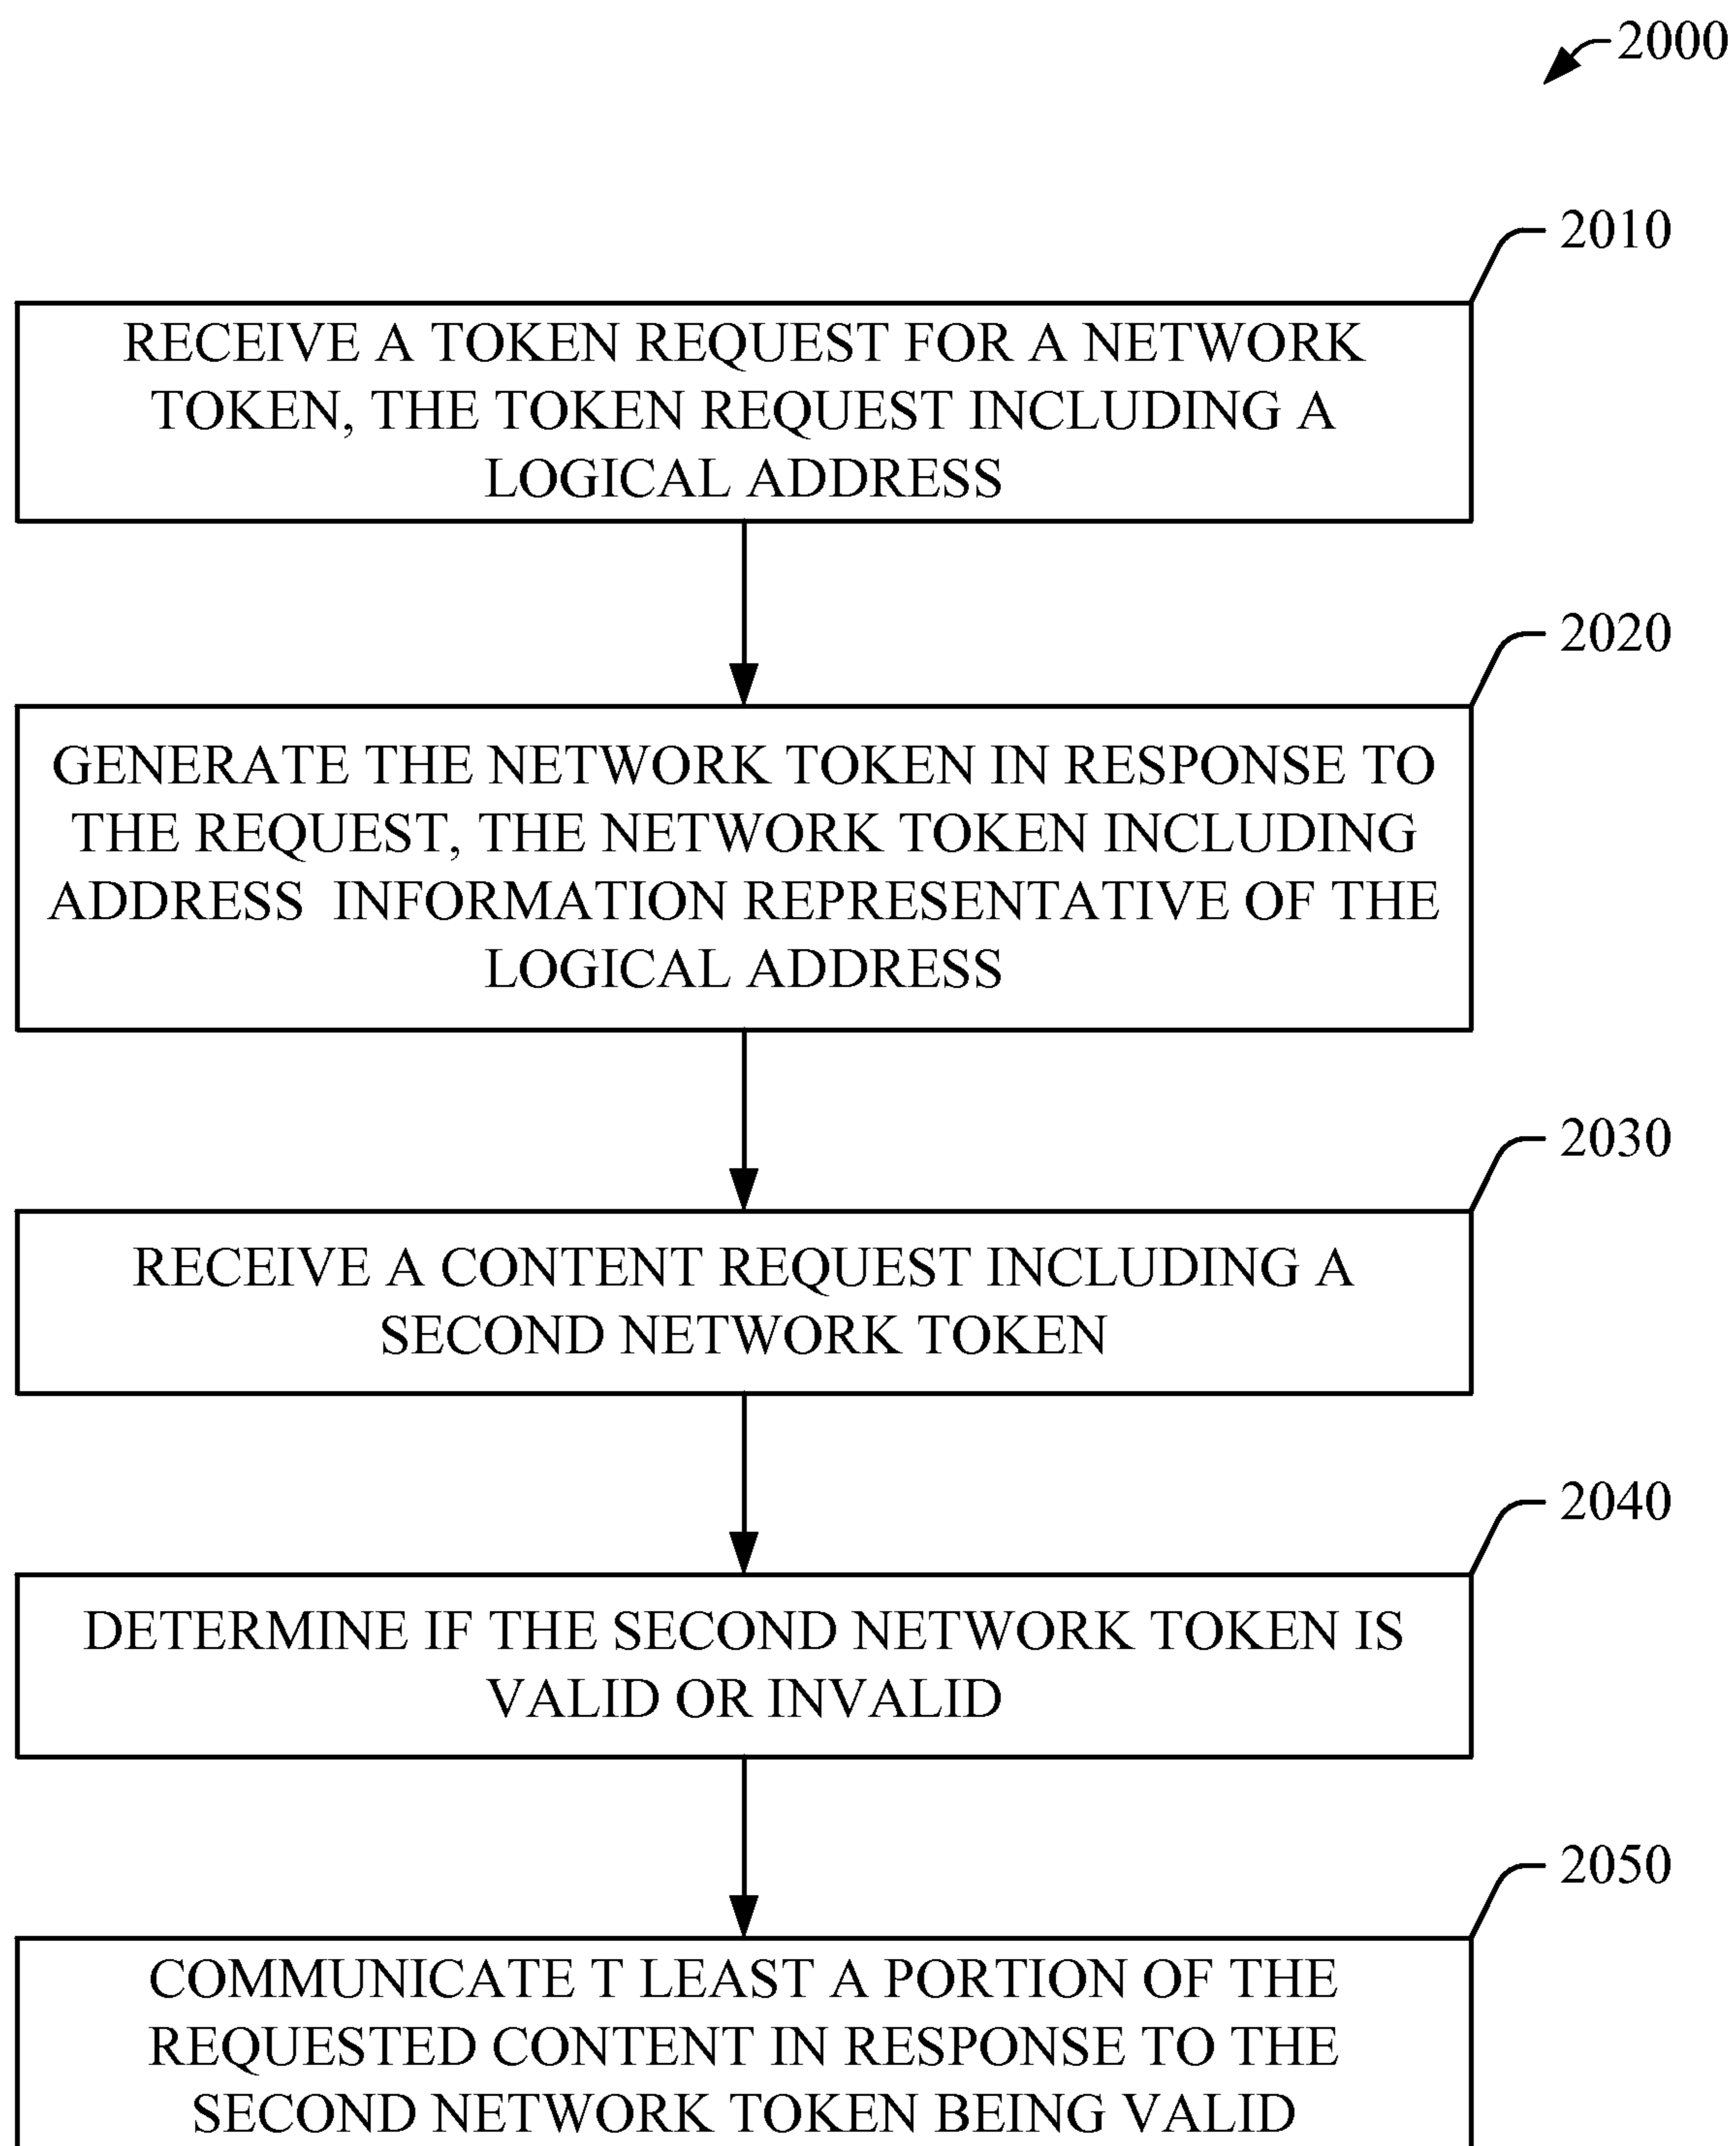 2000
2010
RECEIVE A TOKEN REQUEST FOR A NETWORK
TOKEN, THE TOKEN REQUEST INCLUDING A
LOGICAL ADDRESS
2020
GENERATE THE NETWORK TOKEN IN RESPONSE TO
THE REQUEST, THE NETWORK TOKEN INCLUDING
ADDRESS INFORMATION REPRESENTATIVE OF THE
LOGICAL ADDRESS
2030
RECEIVE A CONTENT REQUEST INCLUDING A
SECOND NETWORK TOKEN
2040
DETERMINE IF THE SECOND NETWORK TOKEN IS
VALID OR INVALID
2050
COMMUNICATE T LEAST A PORTION OF THE
REQUESTED CONTENT IN RESPONSE TO THE
SECOND NETWORK TOKEN BEING VALID